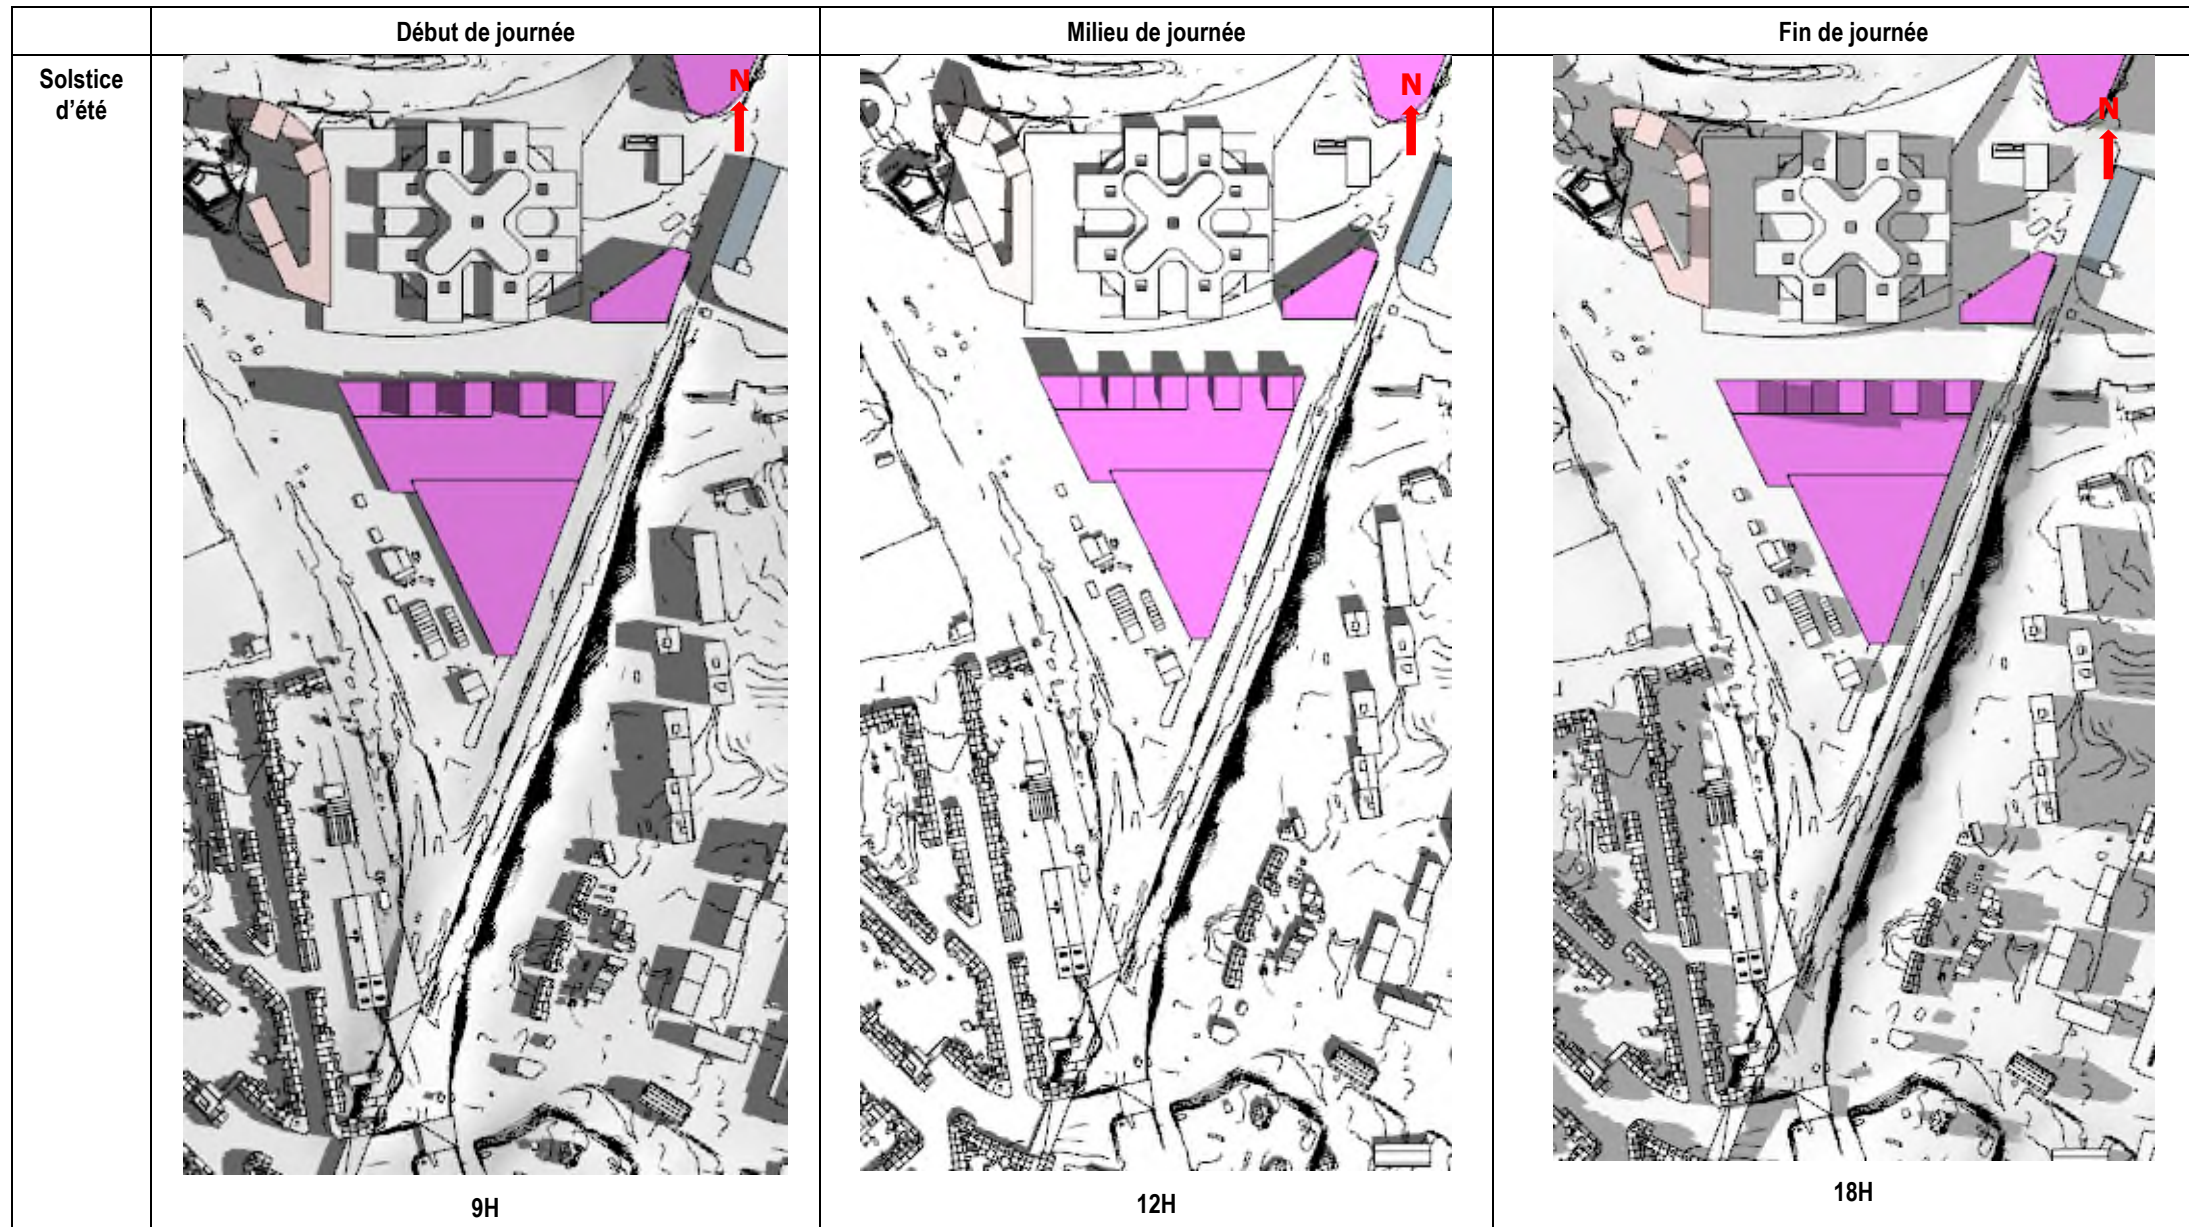 Début de journée
Milieu de journée
Fin de journée
Solstice
d'été
N
N
N
9H
12H
18H